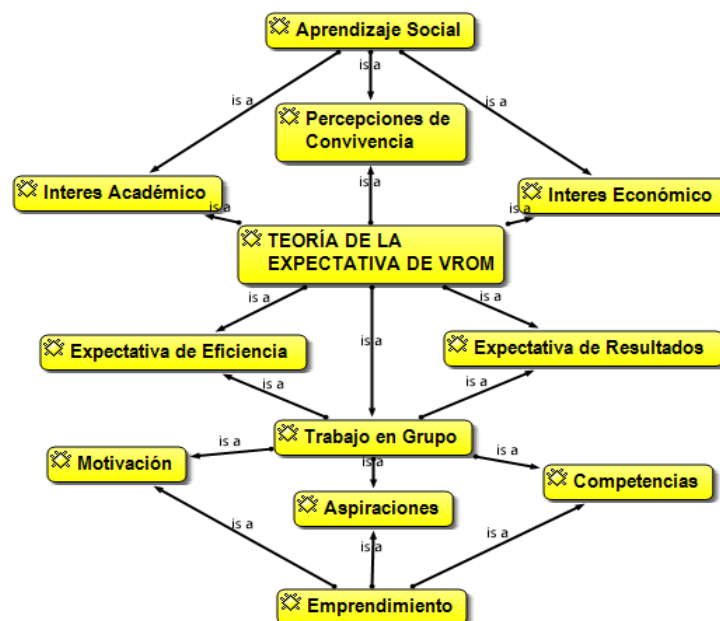 Aprendizaje Social
is a
is a
is a
Percepciones de
Convivencia
Interes Académico
is a
Interes Económico
is a
is a
TEORÍA DE LA
EXPECTATIVA DE VROM
is a
is a
is a
Expectativa de Eficiencia
Expectativa de Resultados
is a
is a
Trabajo en Grupo
is a
is a
is a
Motivación
Competencias
Aspiraciones
is a
is a
is a
Emprendimiento